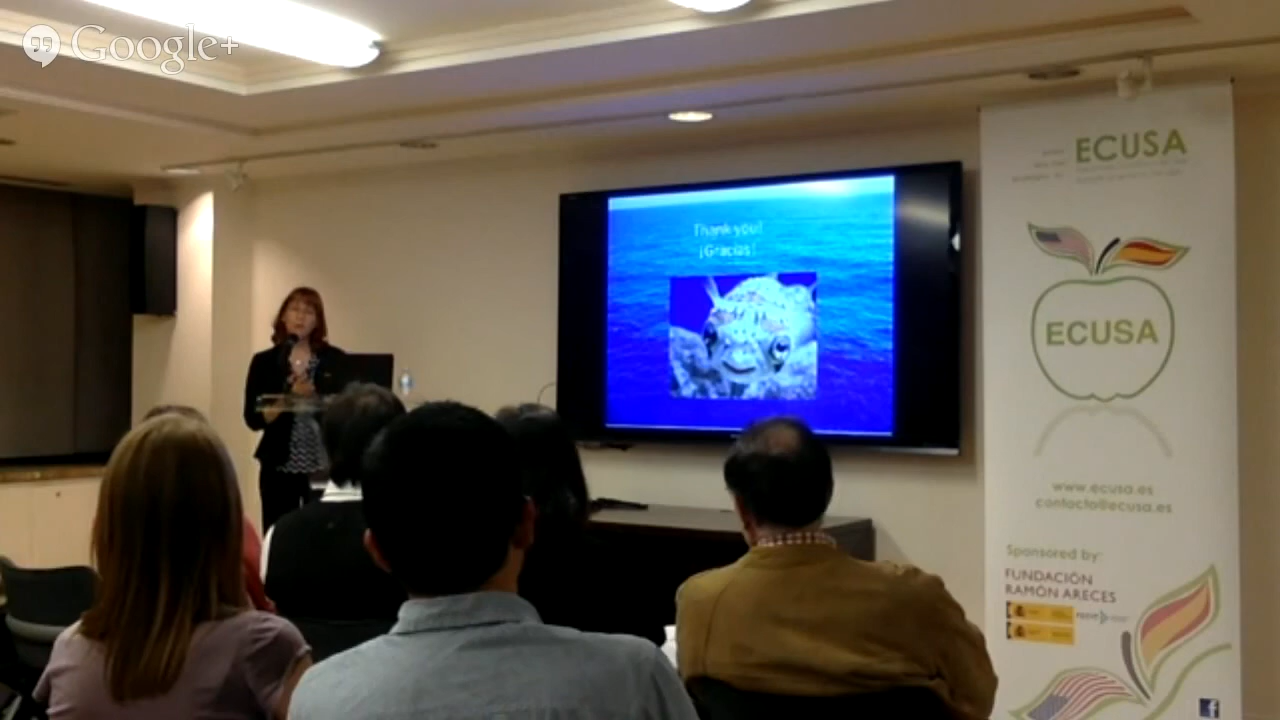 Google+
Thank you!
¡Gracias!
ECUSA
ECUSA
www.ecusa.es
contacto@ecusa.es
Sponsored by:
FUNDACIÓN
RAMÓN ARECES